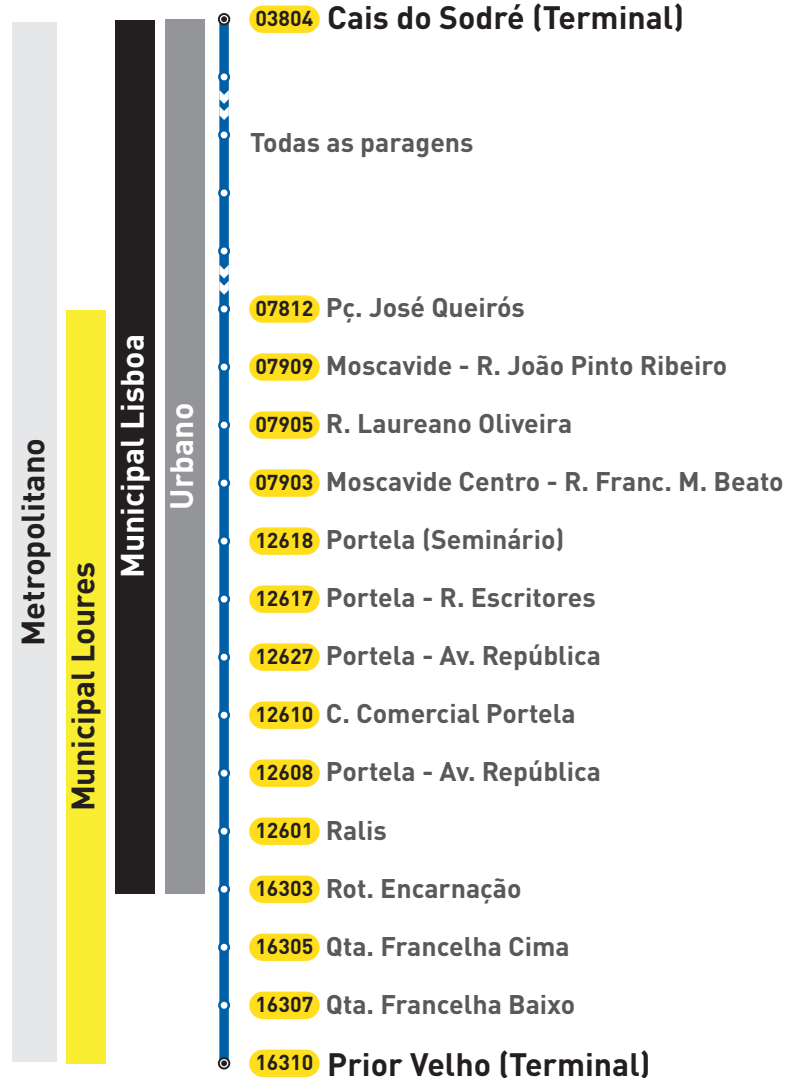 03804 Cais do Sodré (Terminal)
Todas as paragens
07812 Pç. José Queirós
07909 Moscavide - R. João Pinto Ribeiro
07905 R. Laureano Oliveira
07903 Moscavide Centro - R. Franc. M. Beato
12618 Portela (Seminário)
12617 Portela - R. Escritores
12627 Portela - Av. República
12610 C. Comercial Portela
12608 Portela - Av. República
12601 Ralis
16303 Rot. Encarnação
16305 Qta. Francelha Cima
16307 Qta. Francelha Baixo
16310 Prior Velho (Terminal)
Metropolitano
Municipal Loures
Municipal Lisboa
Urbano